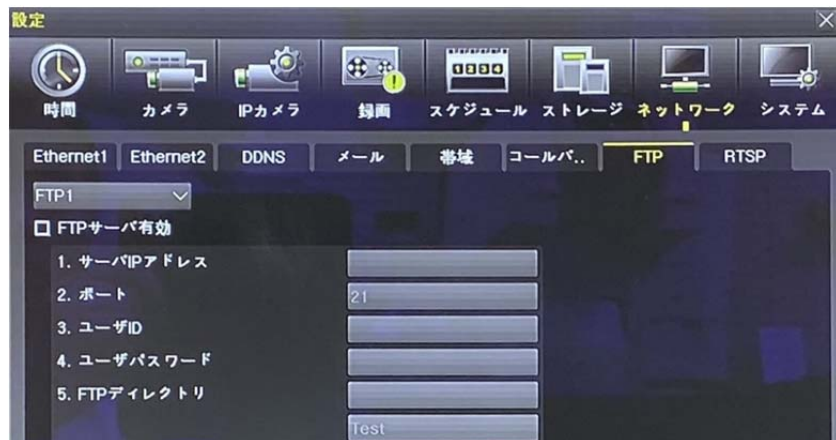 設定
時間 カメラ IPカメラ 録画 スケジュール ストレージ ネットワーク システム
Ethernet1 Ethernet2 DDNS メール 帯域 コールバ.. FTP RTSP
FTP1
FTPサーバ有効
1. サーバIPアドレス
2. ポート 21
3. ユーザID
4. ユーザパスワード
5. FTPディレクトリ
Test